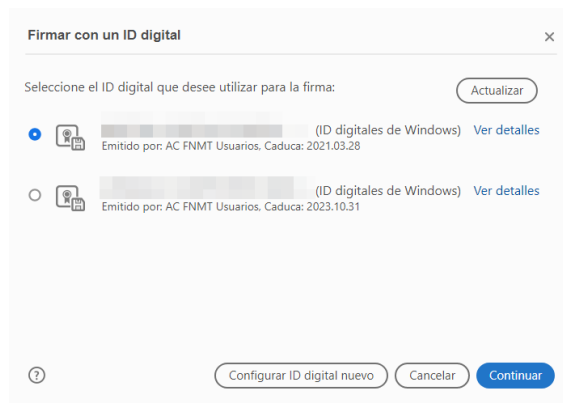 Firmar con un ID digital
Seleccione el ID digital que desee utilizar para la firma:
Actualizar
(ID digitales de Windows) Ver detalles
Emitido por: AC FNMT Usuarios, Caduca: 2021.03.28
(ID digitales de Windows) Ver detalles
Emitido por: AC FNMT Usuarios, Caduca: 2023.10.31
? Configurar ID digital nuevo Cancelar Continuar